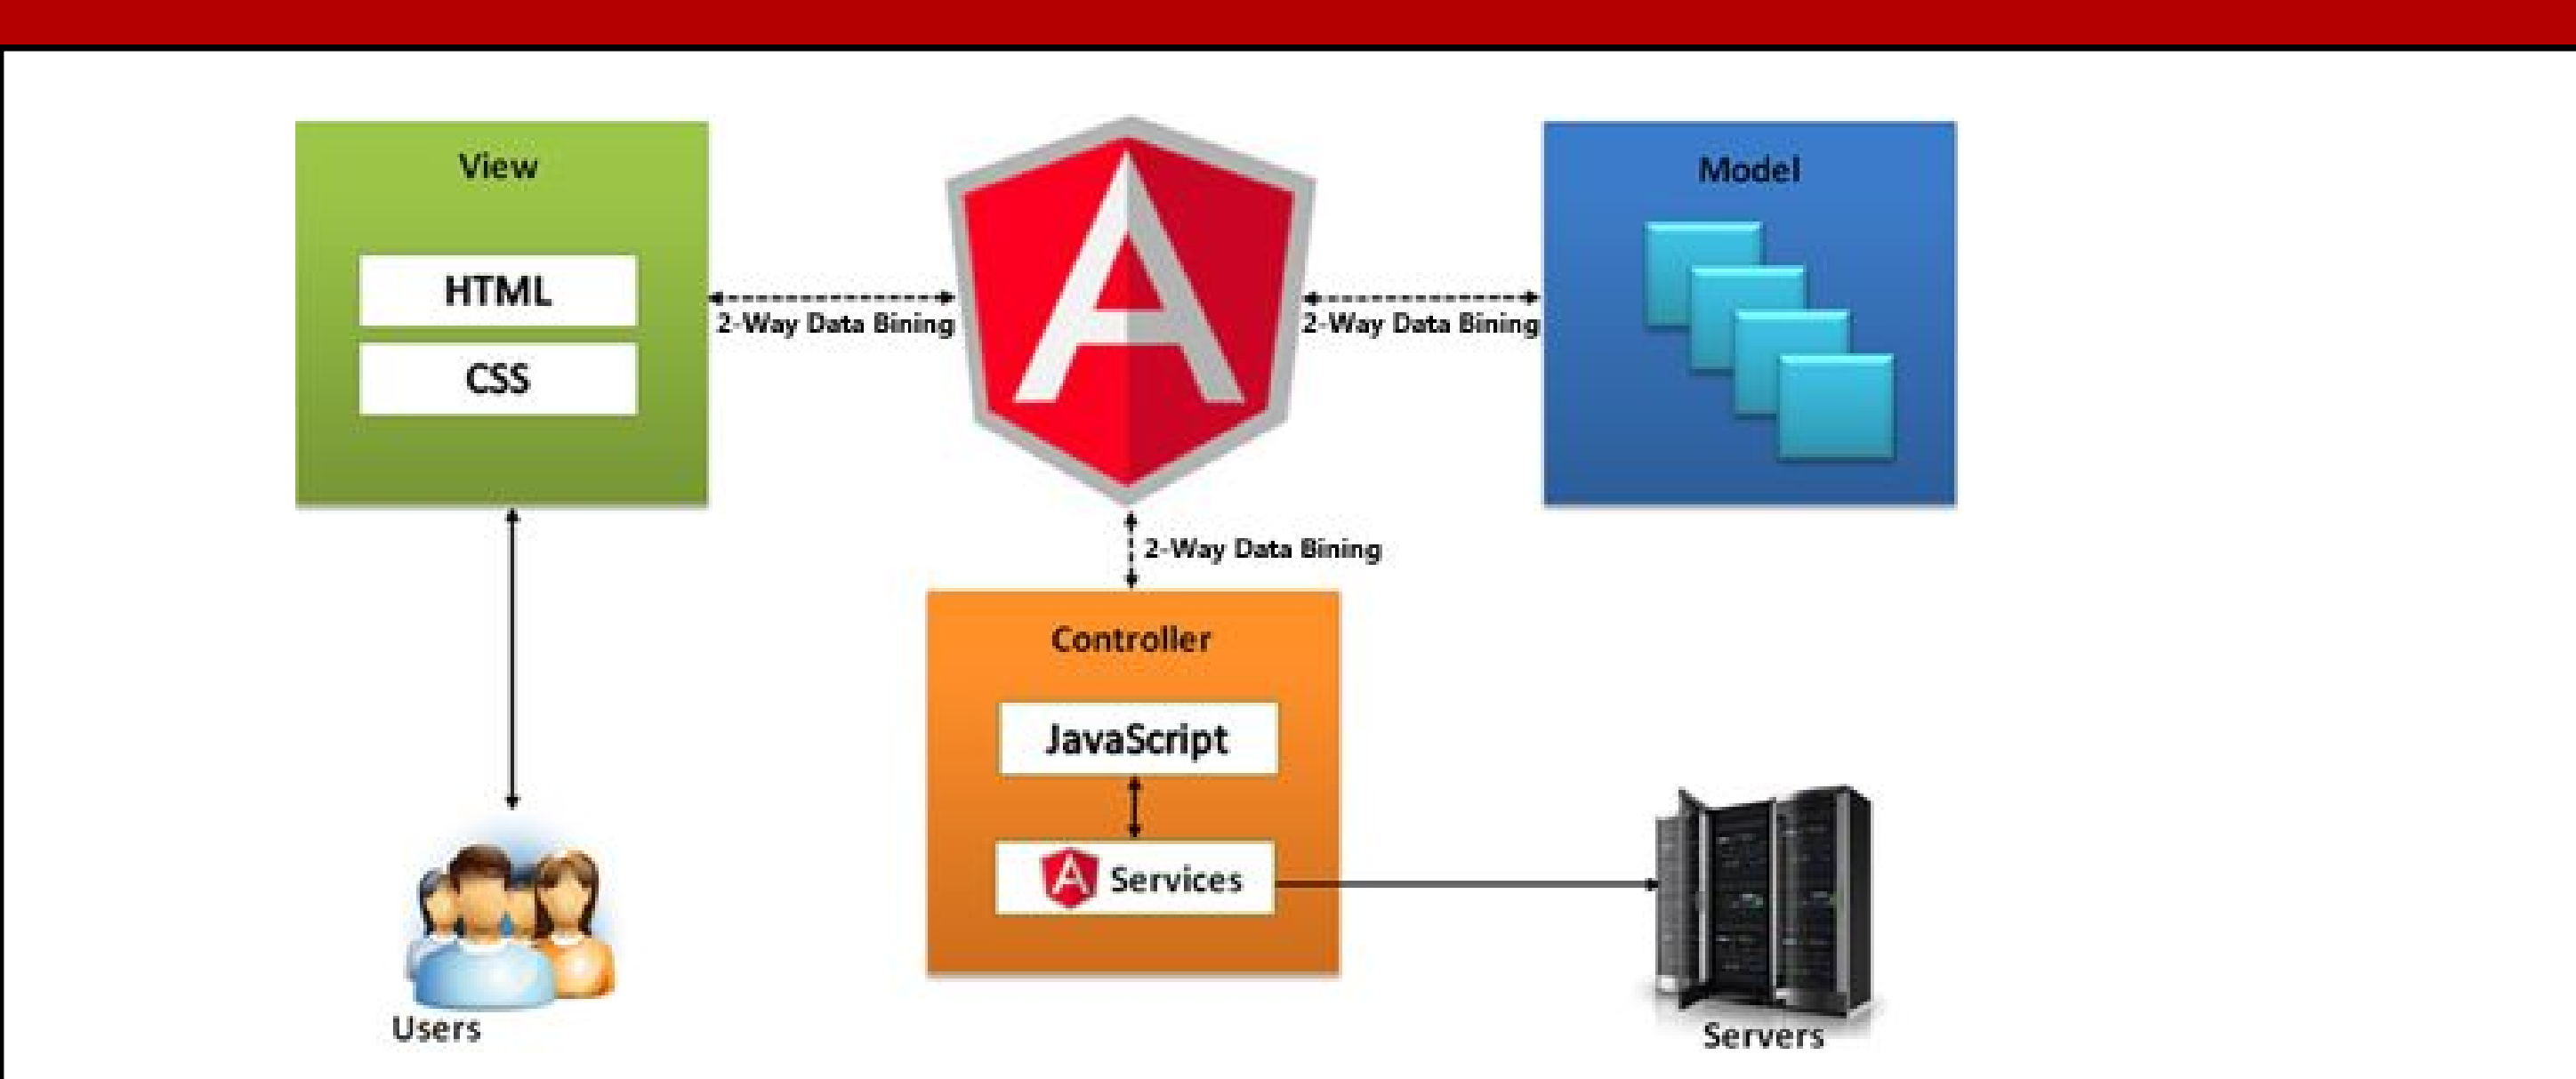 View
Model
HTML
CSS
2-Way Data Bining
2-Way Data Bining
2-Way Data Bining
Controller
JavaScript
Services
Users
Servers